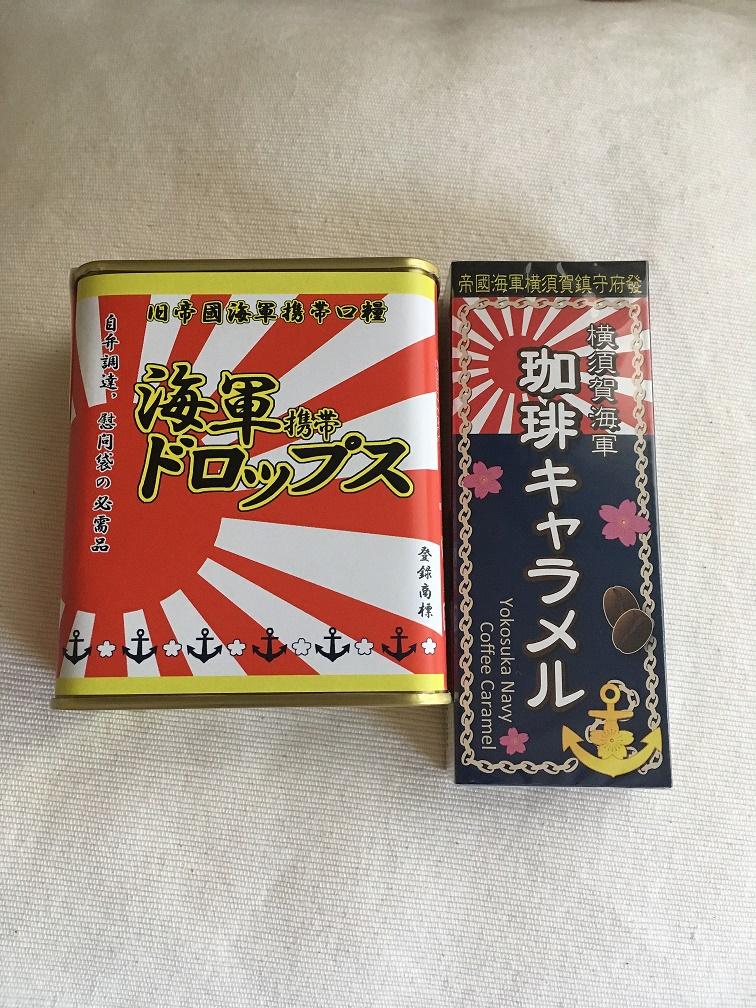 旧帝國海軍携帯口糧
自弁調達，慰问袋の必需品
海軍携帯
ドロップス
登録商標
帝國海軍横須賀鎮守府發
横須賀海軍
珈琲キャラメル
Yokosuka Navy
Coffee Caramel